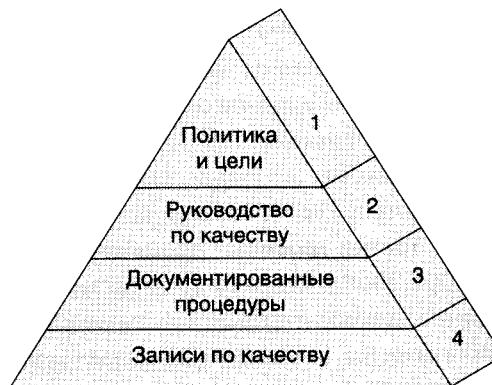 Политика
и цели
1
Руководство
по качеству
2
Документированные
процедуры
3
Записи по качеству
4